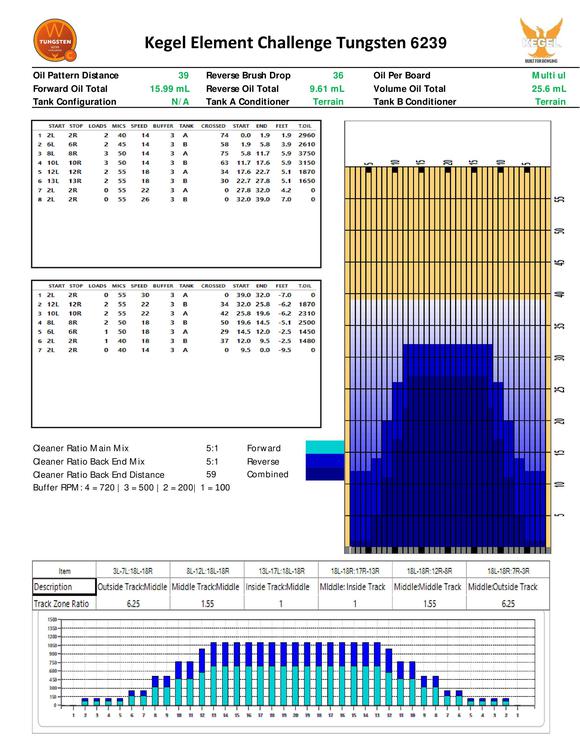 TUNGSTEN
KEGEL
BUILT FOR BOWLING
Kegel Element Challenge Tungsten 6239
Oil Pattern Distance 39 Reverse Brush Drop 36 Oil Per Board Multi ul
Forward Oil Total 15.99 mL Reverse Oil Total 9.61 mL Volume Oil Total 25.6 mL
Tank Configuration N/A Tank A Conditioner Terrain Tank B Conditioner Terrain
START STOP LOADS MICS SPEED BUFFER TANK CROSSED START END FEET T.OIL
1 2L 2R 2 40 14 3 A 74 0.0 1.9 1.9 2960
2 6L 6R 2 45 14 3 B 58 1.9 5.8 3.9 2610
3 8L 8R 3 50 14 3 A 75 5.8 11.7 5.9 3750
4 10L 10R 3 50 14 3 B 63 11.7 17.6 5.9 3150
5 12L 12R 2 55 18 3 A 34 17.6 22.7 5.1 1870
6 13L 13R 2 55 18 3 B 30 22.7 27.8 5.1 1650
7 2L 2R 0 55 22 3 A 0 27.8 32.0 4.2 0
8 2L 2R 0 55 26 3 B 0 32.0 39.0 7.0 0
START STOP LOADS MICS SPEED BUFFER TANK CROSSED START END FEET T.OIL
1 2L 2R 0 55 30 3 A 0 39.0 32.0 -7.0 0
2 12L 12R 2 55 22 3 B 34 32.0 25.8 -6.2 1870
3 10L 10R 2 55 22 3 A 42 25.8 19.6 -6.2 2310
4 8L 8R 2 50 18 3 B 50 19.6 14.5 -5.1 2500
5 6L 6R 1 50 18 3 A 29 14.5 12.0 -2.5 1450
6 2L 2R 1 40 18 3 B 37 12.0 9.5 -2.5 1480
7 2L 2R 0 40 14 3 A 0 9.5 0.0 -9.5 0
5 10 15 20 15 10 5
55
50
45
40
35
30
25
20
15
10
5
Cleaner Ratio Main Mix 5:1 Forward
Cleaner Ratio Back End Mix 5:1 Reverse
Cleaner Ratio Back End Distance 59 Combined
Buffer RPM: 4 = 720 | 3 = 500 | 2 = 200 | 1 = 100
Item 3L-7L:18L-18R 8L-12L:18L-18R 13L-17L:18L-18R 18L-18R:17R-13R 18L-18R:12R-8R 18L-18R:7R-3R
Description Outside Track:Middle Middle Track:Middle Inside Track:Middle Middle: Inside Track Middle:Middle Track Middle:Outside Track
Track Zone Ratio 6.25 1.55 1 1 1.55 6.25
1500
1350
1200
1050
900
750
600
450
300
150
0
1 2 3 4 5 6 7 8 9 10 11 12 13 14 15 16 17 18 19 20 19 18 17 16 15 14 13 12 11 10 9 8 7 6 5 4 3 2 1